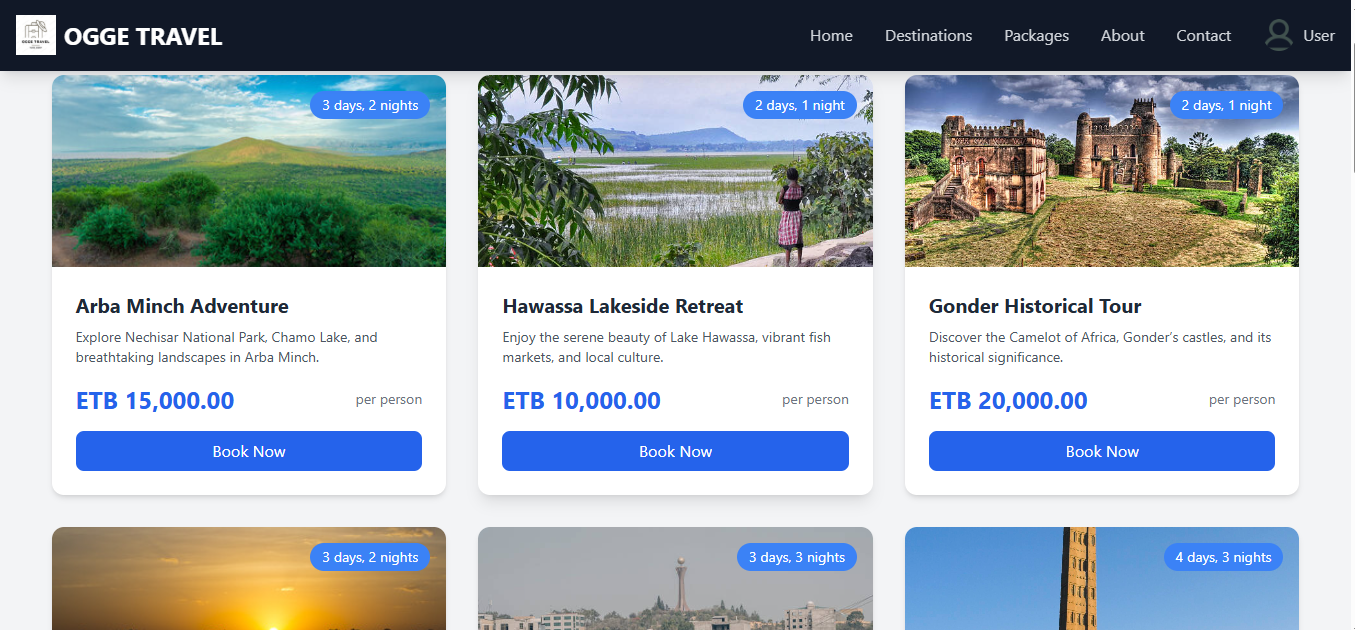 OGGE TRAVEL
OGGE TRAVEL
Home
Destinations
Packages
About
Contact
User
3 days, 2 nights
2 days, 1 night
2 days, 1 night
Arba Minch Adventure
Explore Nechisar National Park, Chamo Lake, and
breathtaking landscapes in Arba Minch.
ETB 15,000.00
per person
Book Now
Hawassa Lakeside Retreat
Enjoy the serene beauty of Lake Hawassa, vibrant fish
markets, and local culture.
ETB 10,000.00
per person
Book Now
Gonder Historical Tour
Discover the Camelot of Africa, Gonder’s castles, and its
historical significance.
ETB 20,000.00
per person
Book Now
3 days, 2 nights
3 days, 3 nights
4 days, 3 nights